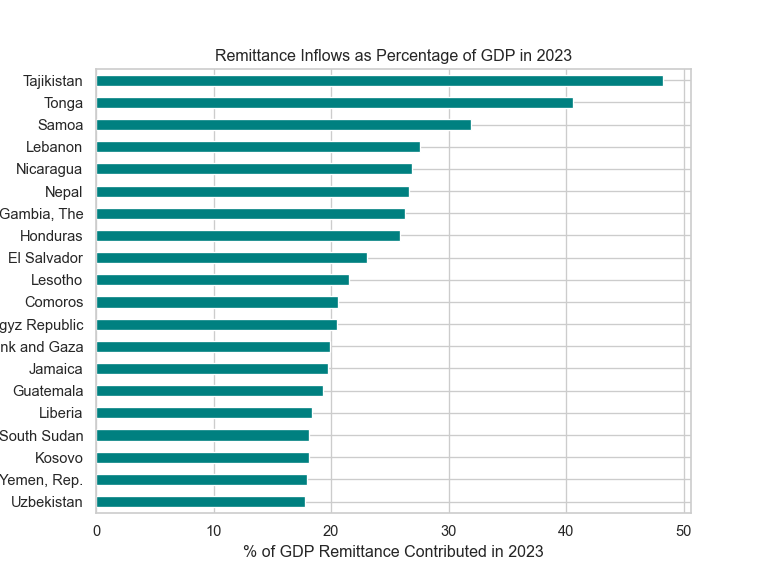 Remittance Inflows as Percentage of GDP in 2023
Tajikistan
Tonga
Samoa
Lebanon
Nicaragua
Nepal
Gambia, The
Honduras
El Salvador
Lesotho
Comoros
gyz Republic
nk and Gaza
Jamaica
Guatemala
Liberia
South Sudan
Kosovo
Yemen, Rep.
Uzbekistan
0 10 20 30 40 50
% of GDP Remittance Contributed in 2023